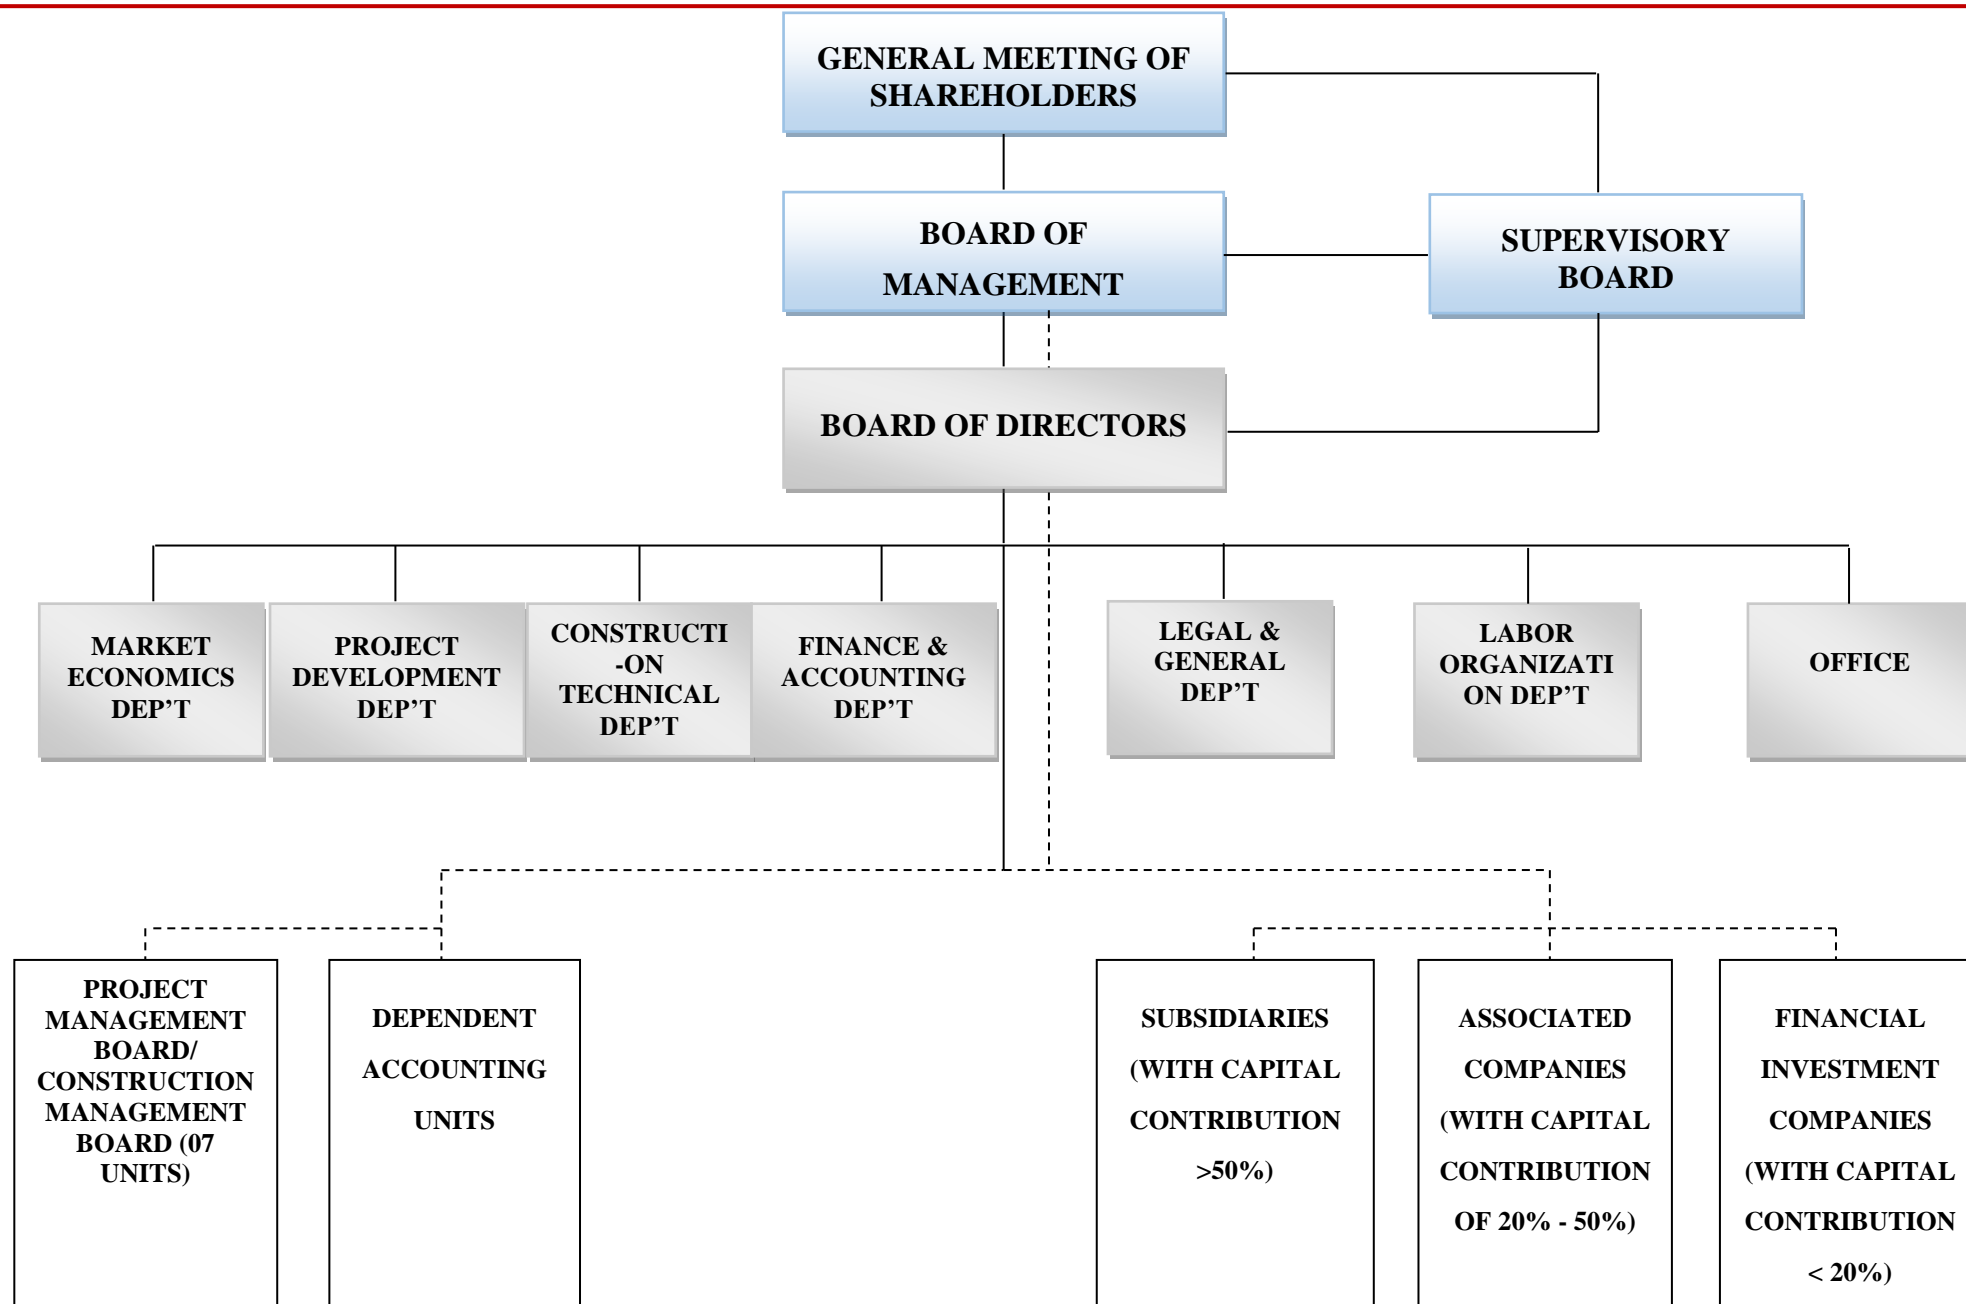 GENERAL MEETING OF
SHAREHOLDERS
BOARD OF
MANAGEMENT
SUPERVISORY
BOARD
BOARD OF DIRECTORS
MARKET
ECONOMICS
DEP’T
PROJECT
DEVELOPMENT
DEP’T
CONSTRUCTI
-ON
TECHNICAL
DEP’T
FINANCE &
ACCOUNTING
DEP’T
LEGAL &
GENERAL
DEP’T
LABOR
ORGANIZATI
ON DEP’T
OFFICE
PROJECT
MANAGEMENT
BOARD/
CONSTRUCTION
MANAGEMENT
BOARD (07
UNITS)
DEPENDENT
ACCOUNTING
UNITS
SUBSIDIARIES
(WITH CAPITAL
CONTRIBUTION
>50%)
ASSOCIATED
COMPANIES
(WITH CAPITAL
CONTRIBUTION
OF 20% - 50%)
FINANCIAL
INVESTMENT
COMPANIES
(WITH CAPITAL
CONTRIBUTION
< 20%)